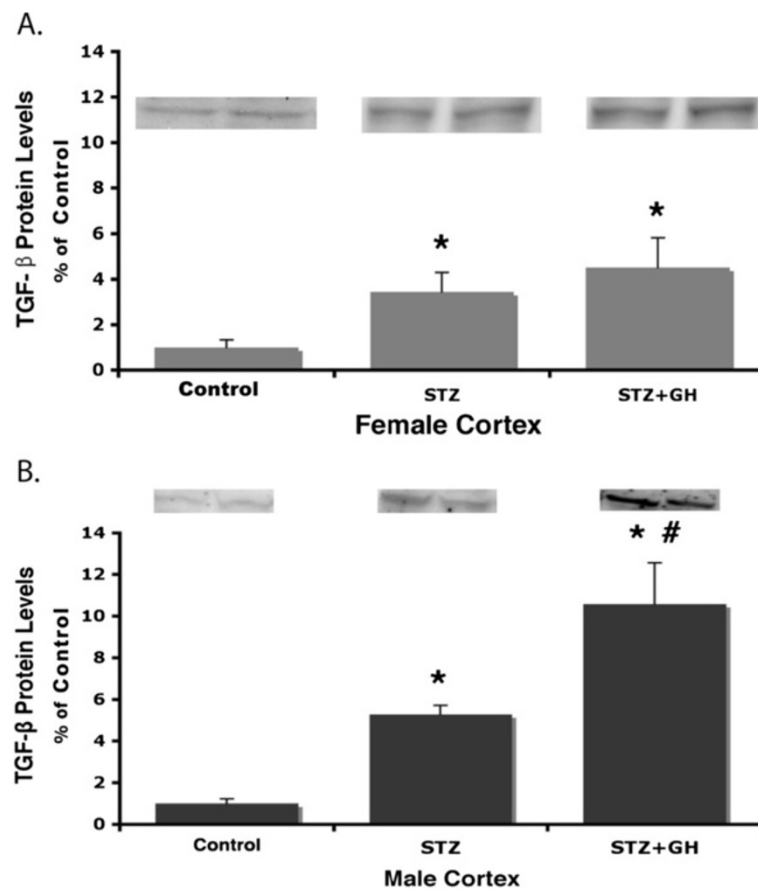 A.
TGF- β Protein Levels
% of Control
14
12
10
8
6
4
2
0
*
*
Control
STZ
STZ+GH
Female Cortex
B.
TGF-β Protein Levels
% of Control
14
12
10
8
6
4
2
0
*
* #
Control
STZ
STZ+GH
Male Cortex